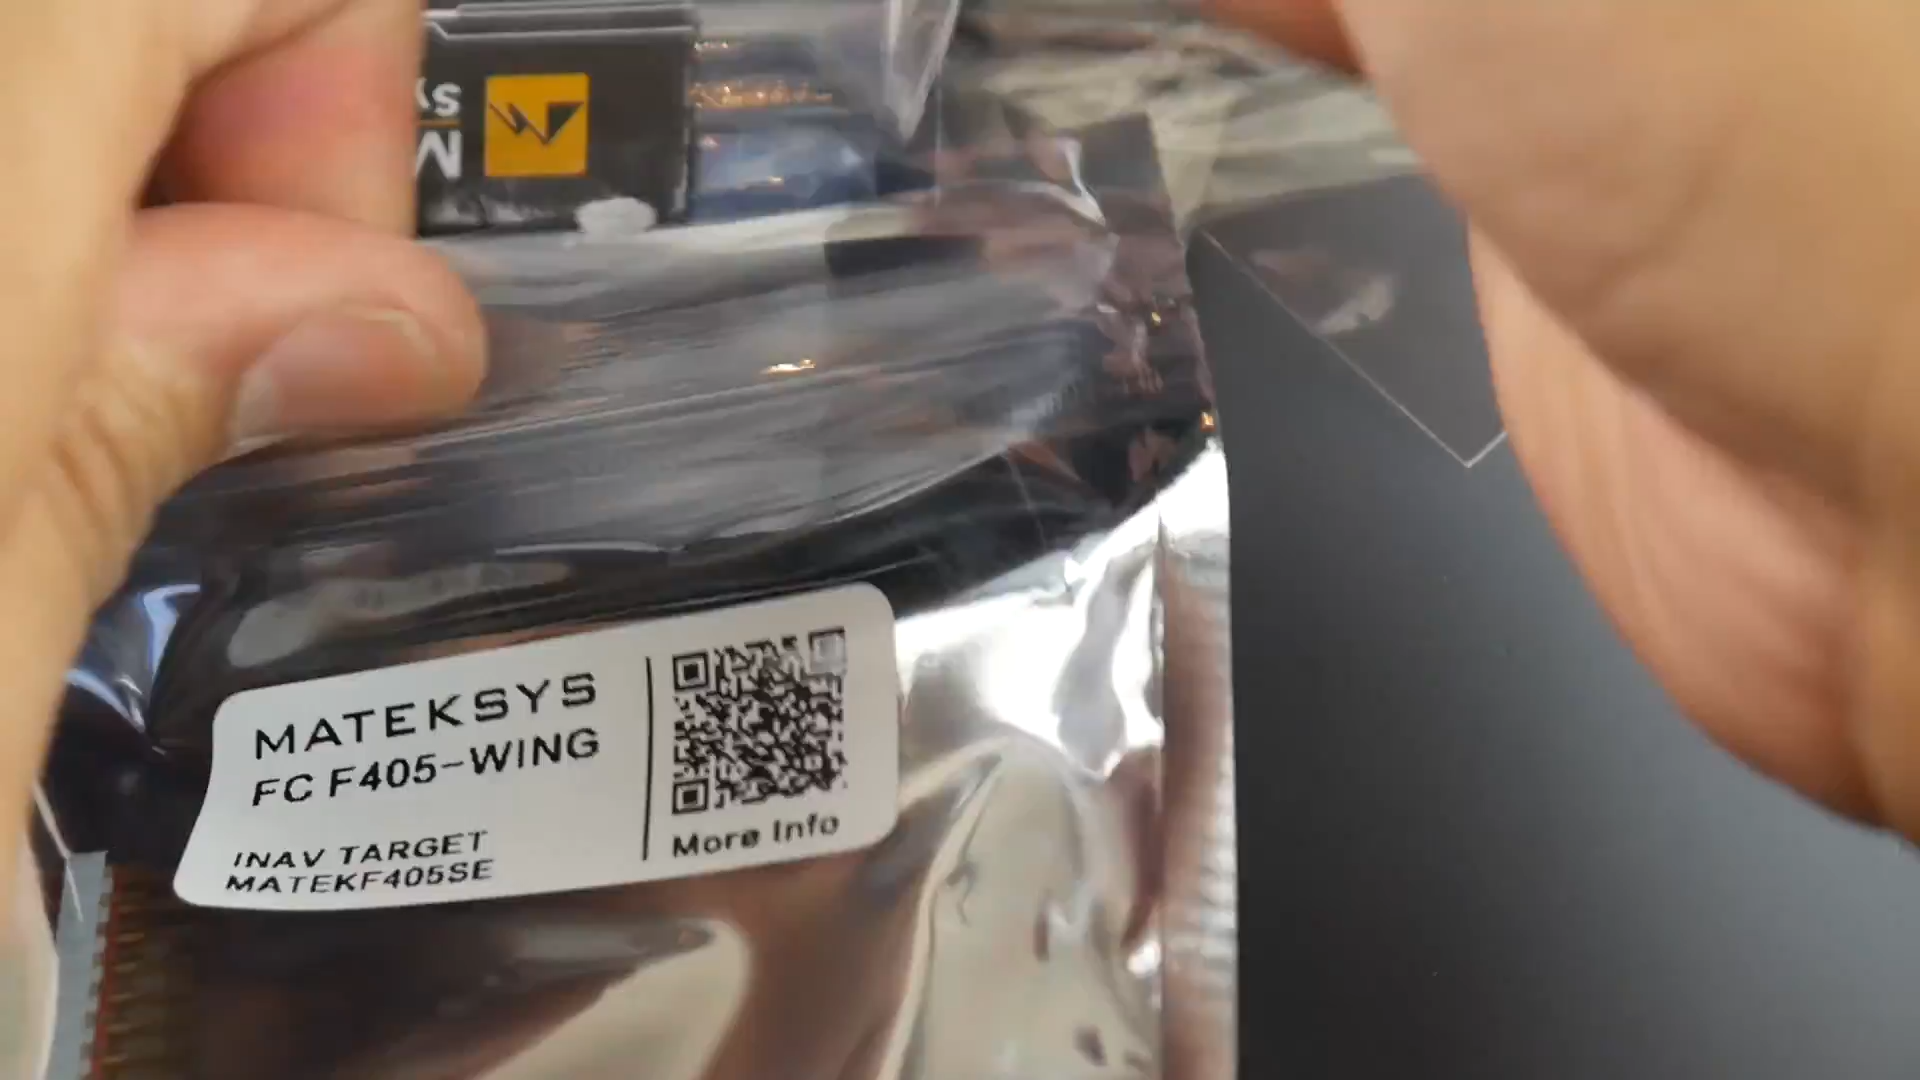 MATEKSYS
FC F405-WING
INAV TARGET
MATEKF405SE
More Info